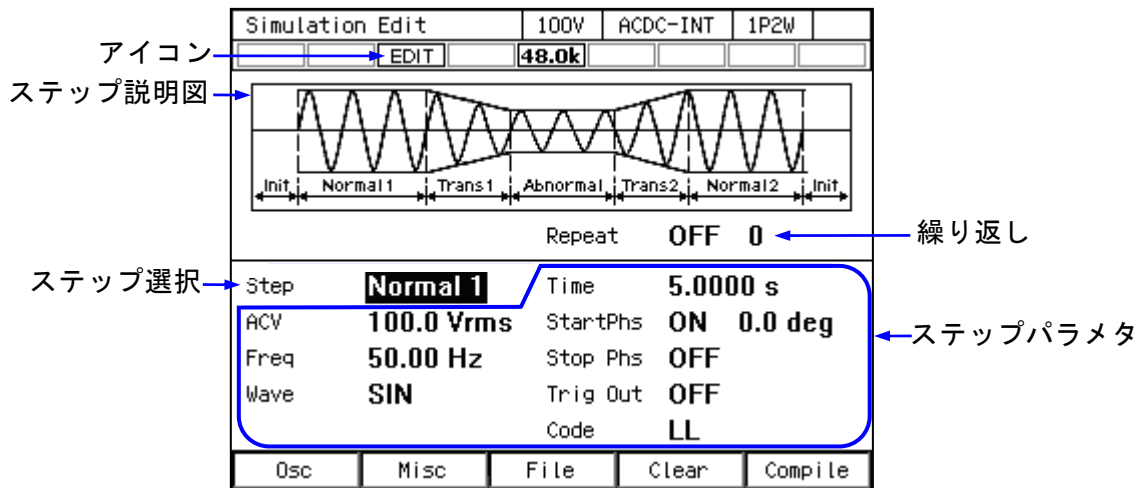 Simulation Edit 100V ACDC-INT 1P2W
アイコン EDIT 48.0k
ステップ説明図
Init Normal1 Trans1 Abnormal Trans2 Normal2 Init
Repeat OFF 0 繰り返し
ステップ選択 Step Normal 1 Time 5.0000 s
ACV 100.0 Vrms StartPhs ON 0.0 deg ステップパラメタ
Freq 50.00 Hz Stop Phs OFF
Wave SIN Trig Out OFF
Code LL
Osc Misc File Clear Compile